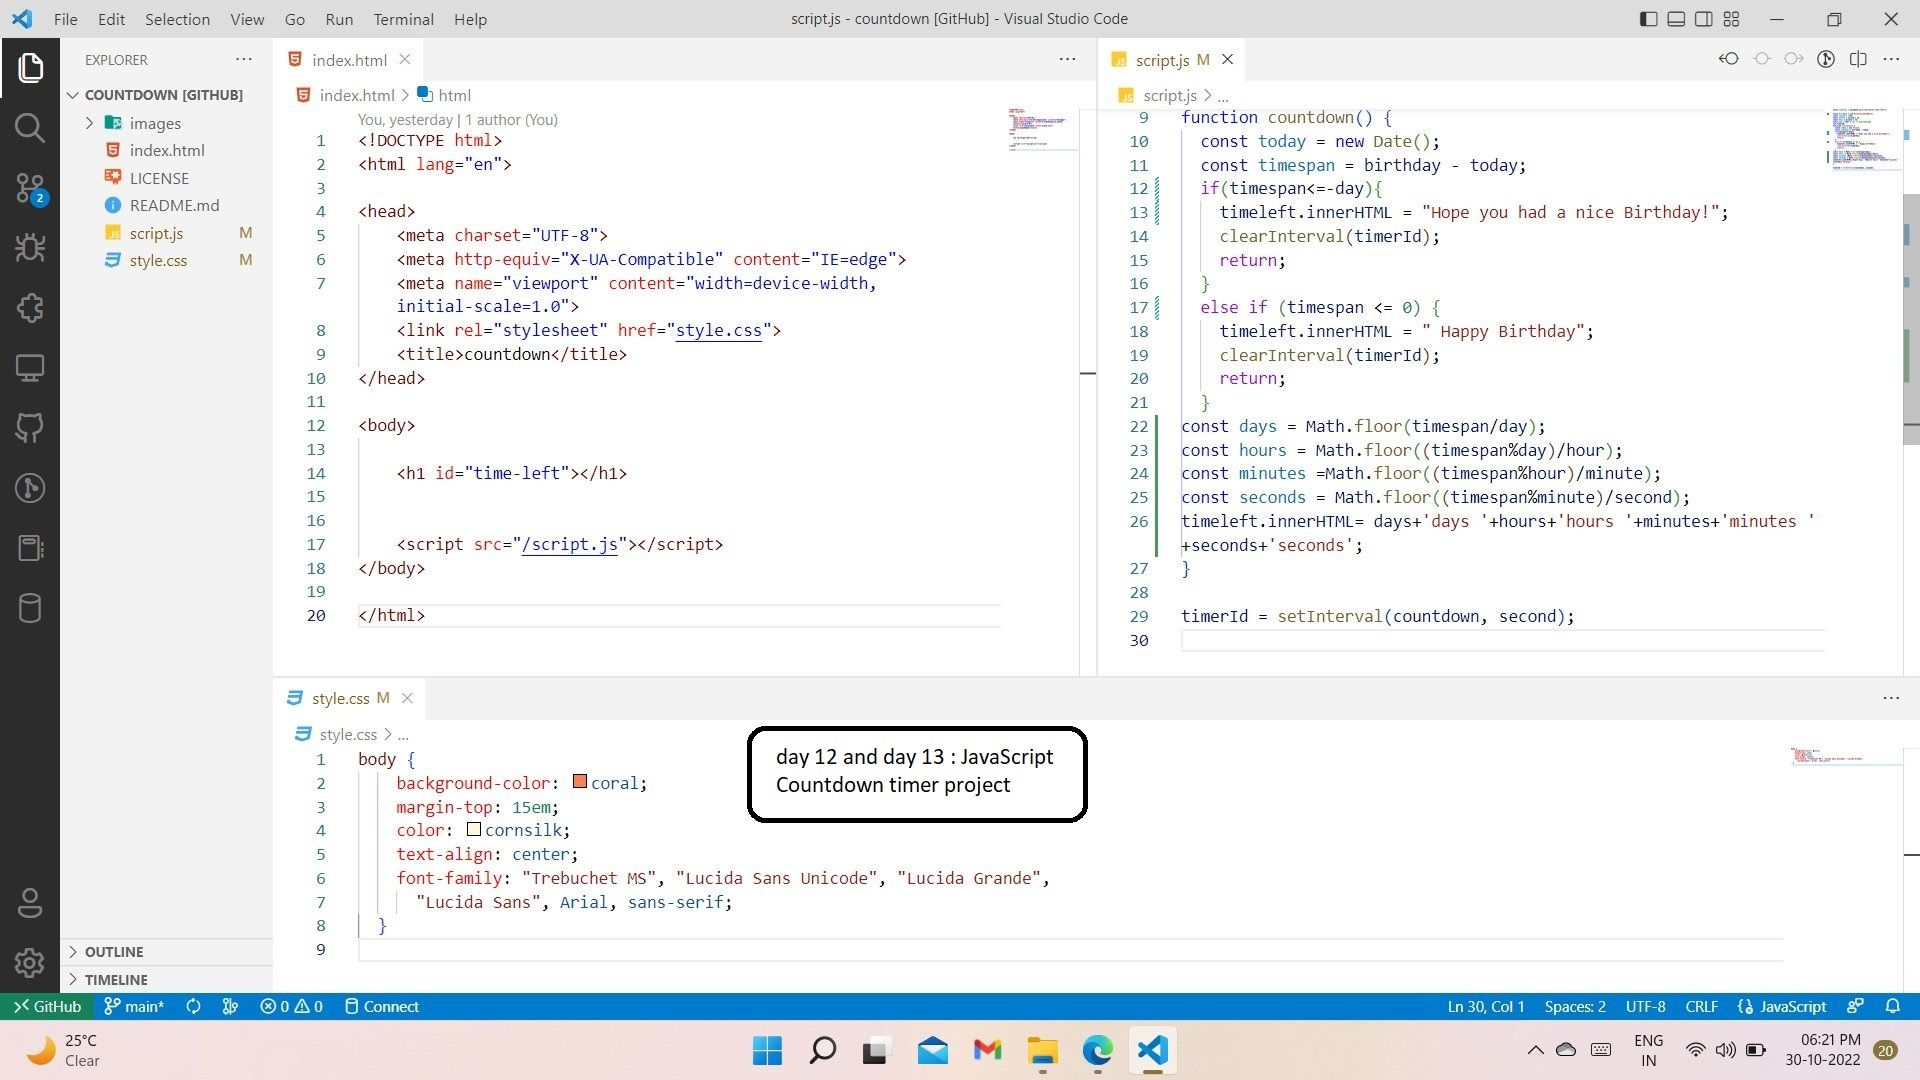 File Edit Selection View Go Run Terminal Help
script.js - countdown [GitHub] - Visual Studio Code
EXPLORER
COUNTDOWN [GITHUB]
images
index.html
LICENSE
README.md
script.js M
style.css M
2
OUTLINE
TIMELINE
index.html
index.html > html
You, yesterday | 1 author (You)
1 <!DOCTYPE html>
2 <html lang="en">
3
4 <head>
5 <meta charset="UTF-8">
6 <meta http-equiv="X-UA-Compatible" content="IE=edge">
7 <meta name="viewport" content="width=device-width,
initial-scale=1.0">
8 <link rel="stylesheet" href="style.css">
9 <title>countdown</title>
10 </head>
11
12 <body>
13
14 <h1 id="time-left"></h1>
15
16
17 <script src="/script.js"></script>
18 </body>
19
20 </html>
script.js M
script.js > ...
9 function countdown() {
10 const today = new Date();
11 const timespan = birthday - today;
12 if(timespan<=-day){
13 timeleft.innerHTML = "Hope you had a nice Birthday!";
14 clearInterval(timerId);
15 return;
16 }
17 else if (timespan <= 0) {
18 timeleft.innerHTML = " Happy Birthday";
19 clearInterval(timerId);
20 return;
21 }
22 const days = Math.floor(timespan/day);
23 const hours = Math.floor((timespan%day)/hour);
24 const minutes =Math.floor((timespan%hour)/minute);
25 const seconds = Math.floor((timespan%minute)/second);
26 timeleft.innerHTML= days+'days '+hours+'hours '+minutes+'minutes '
+seconds+'seconds';
27 }
28
29 timerId = setInterval(countdown, second);
30
style.css M
style.css > ...
1 body {
2 background-color: coral;
3 margin-top: 15em;
4 color: cornsilk;
5 text-align: center;
6 font-family: "Trebuchet MS", "Lucida Sans Unicode", "Lucida Grande",
7 "Lucida Sans", Arial, sans-serif;
8 }
9
day 12 and day 13 : JavaScript
Countdown timer project
GitHub main* 0 0 Connect
Ln 30, Col 1 Spaces: 2 UTF-8 CRLF JavaScript
25°C
Clear
ENG
IN
06:21 PM
30-10-2022
20